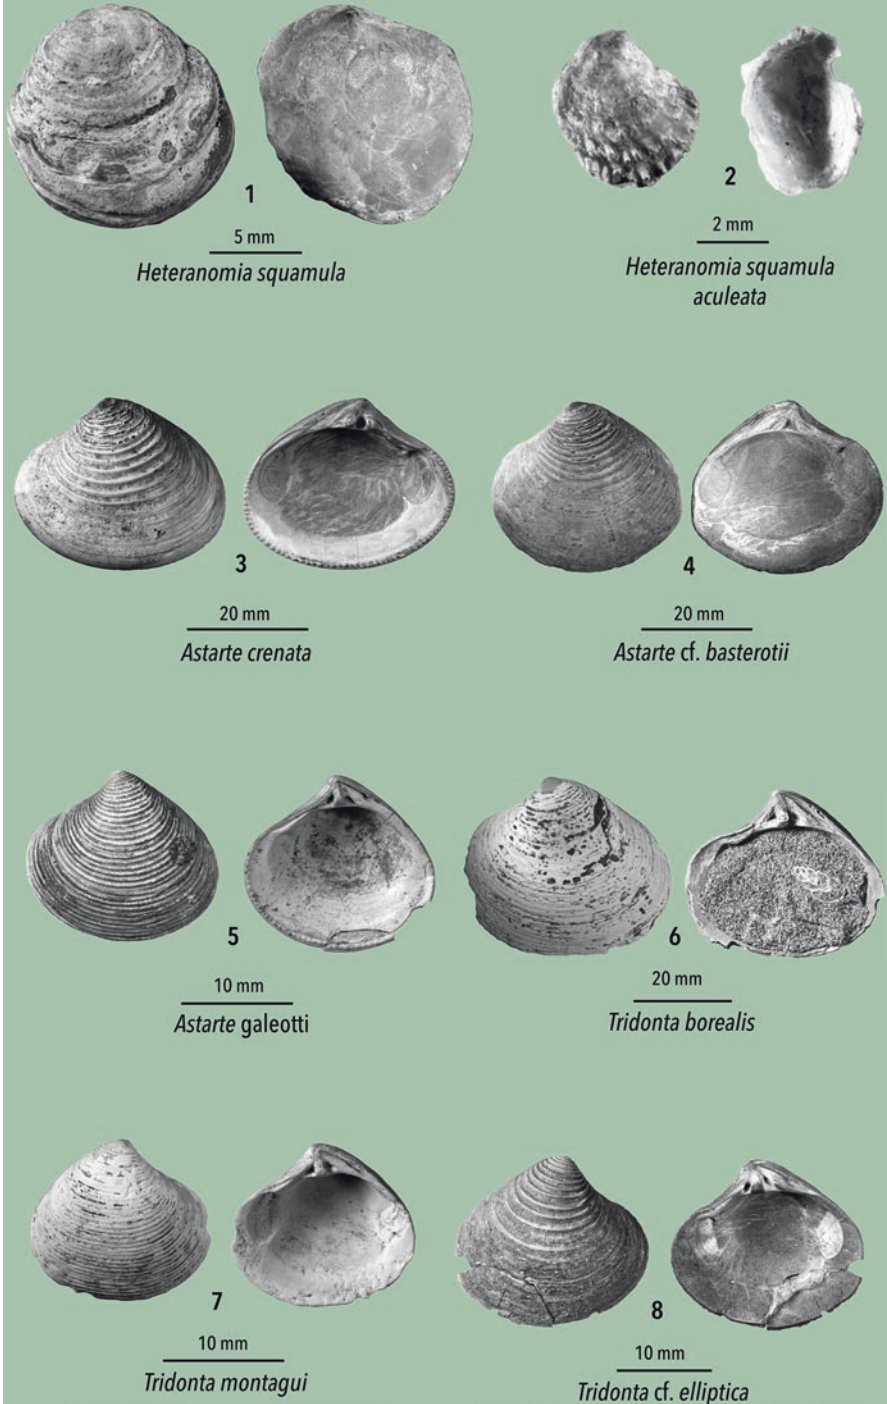 1
5 mm
Heteranomia squamula
2
2 mm
Heteranomia squamula
aculeata
3
20 mm
Astarte crenata
4
20 mm
Astarte cf. basterotii
5
10 mm
Astarte galeotti
6
20 mm
Tridonta borealis
7
10 mm
Tridonta montagui
8
10 mm
Tridonta cf. elliptica